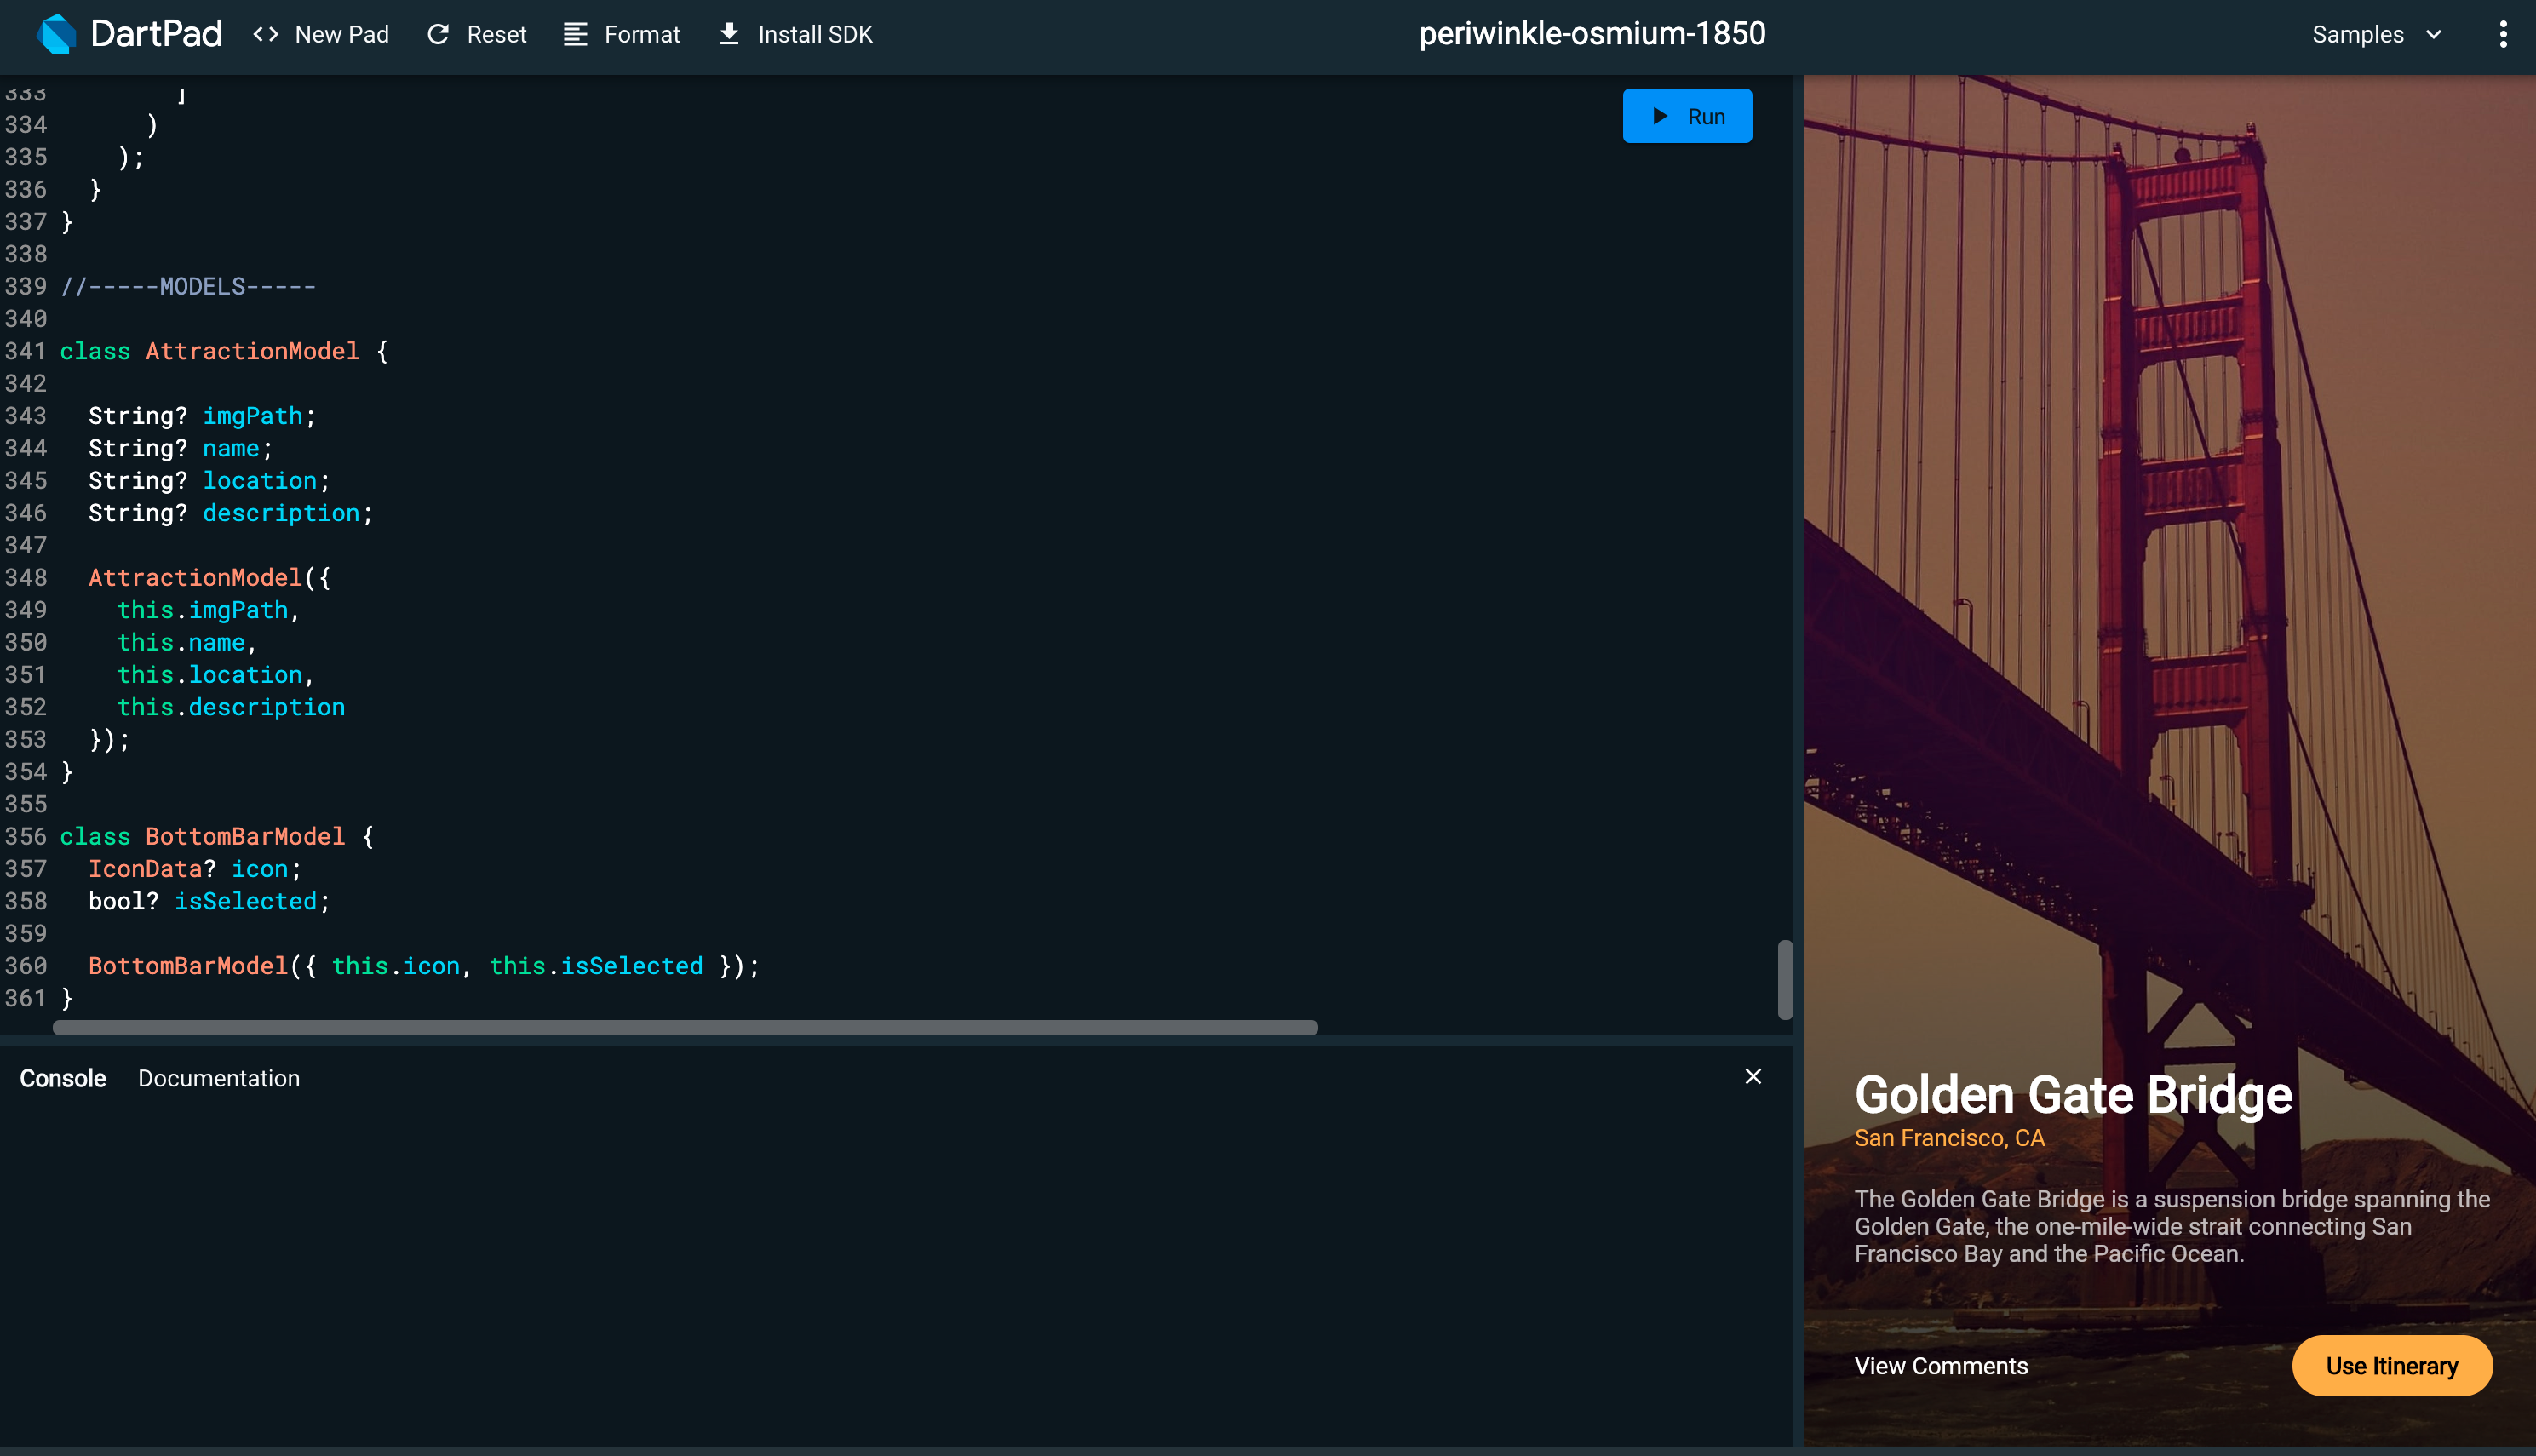 DartPad
New Pad
Reset
Format
Install SDK
periwinkle-osmium-1850
Samples
333         ]
334       )
335     );
336   }
337 }
338
339 //-----MODELS-----
340
341 class AttractionModel {
342
343   String? imgPath;
344   String? name;
345   String? location;
346   String? description;
347
348   AttractionModel({
349     this.imgPath,
350     this.name,
351     this.location,
352     this.description
353   });
354 }
355
356 class BottomBarModel {
357   IconData? icon;
358   bool? isSelected;
359
360   BottomBarModel({ this.icon, this.isSelected });
361 }
Run
Console
Documentation
Golden Gate Bridge
San Francisco, CA
The Golden Gate Bridge is a suspension bridge spanning the
Golden Gate, the one-mile-wide strait connecting San
Francisco Bay and the Pacific Ocean.
View Comments
Use Itinerary